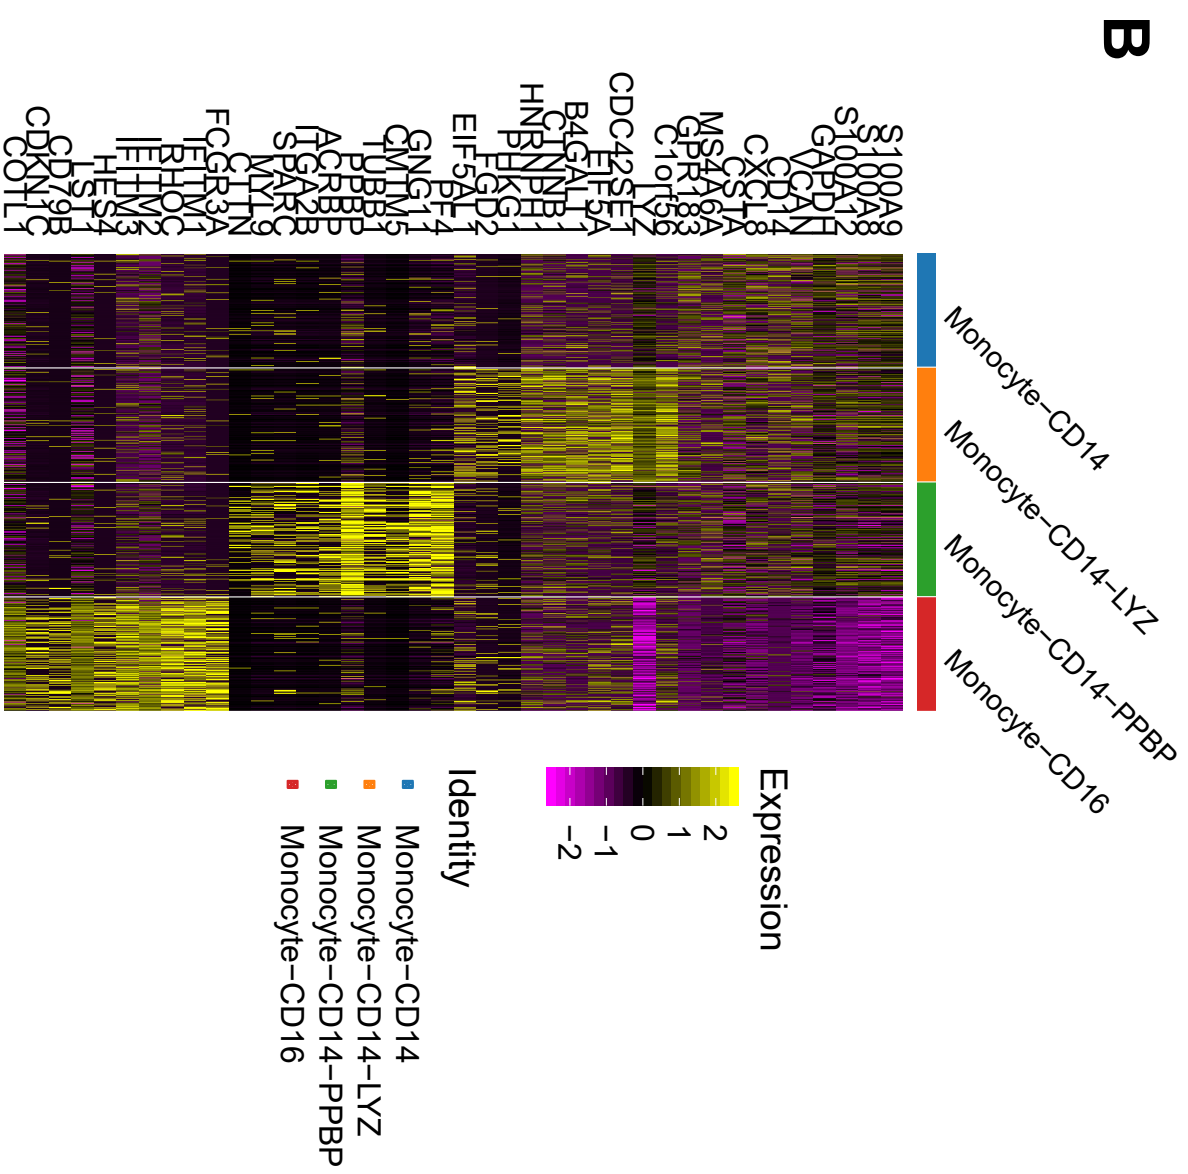 B
Monocyte−CD14
Monocyte−CD14−LYZ
Monocyte−CD14−PPBP
Monocyte−CD16
S100A9
S100A8
S100A12
GAPDH
VCAN
CD14
CXCL8
CSTA
MS4A6A
GPR183
C1orf56
LYZ
CDC42SE1
EIF5A
B4GALT1
CTNNB1
HNRNPH1
PHKG1
FGD2
EIF5AL1
PF4
GNG11
CMTM5
TUBB1
PPBP
ACRBP
ITGA2B
SPARC
MYL9
CTTN
FCGR3A
IFITM1
RHOC
IFITM2
IFITM3
HES4
LST1
CD79B
CDKN1C
COTL1
Expression
2
1
0
−1
−2
Identity
Monocyte−CD14
Monocyte−CD14−LYZ
Monocyte−CD14−PPBP
Monocyte−CD16